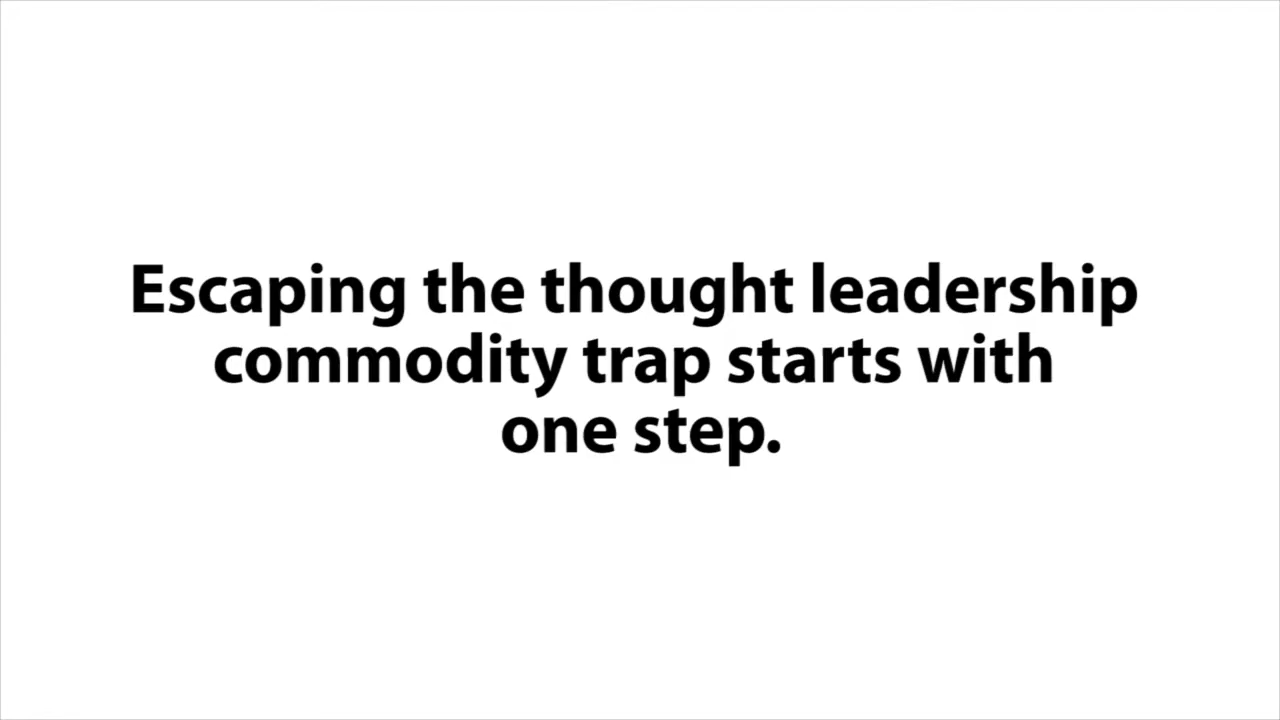 Escaping the thought leadership
commodity trap starts with
one step.